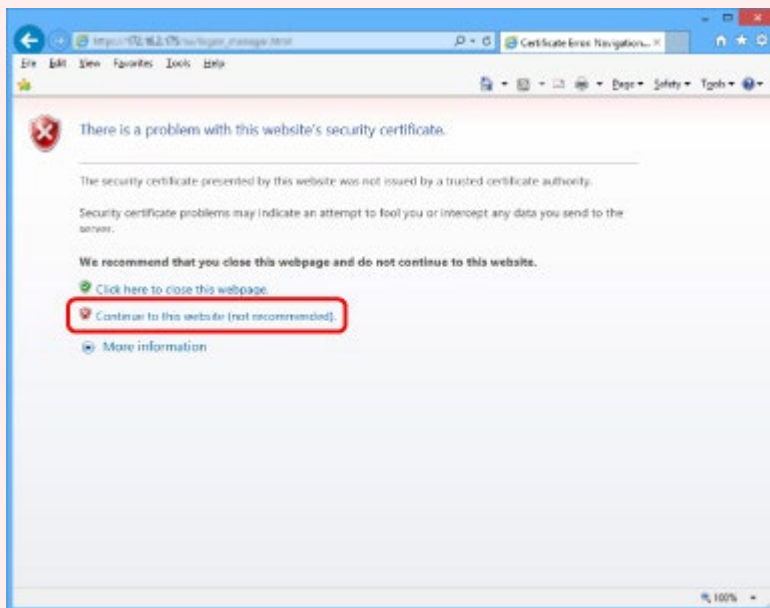 Certificate Error: Navigation...
File Edit View Favorites Tools Help
Page Safety Tools
There is a problem with this website's security certificate.
The security certificate presented by this website was not issued by a trusted certificate authority.
Security certificate problems may indicate an attempt to fool you or intercept any data you send to the
server.
We recommend that you close this webpage and do not continue to this website.
Click here to close this webpage.
Continue to this website (not recommended).
More information
100%